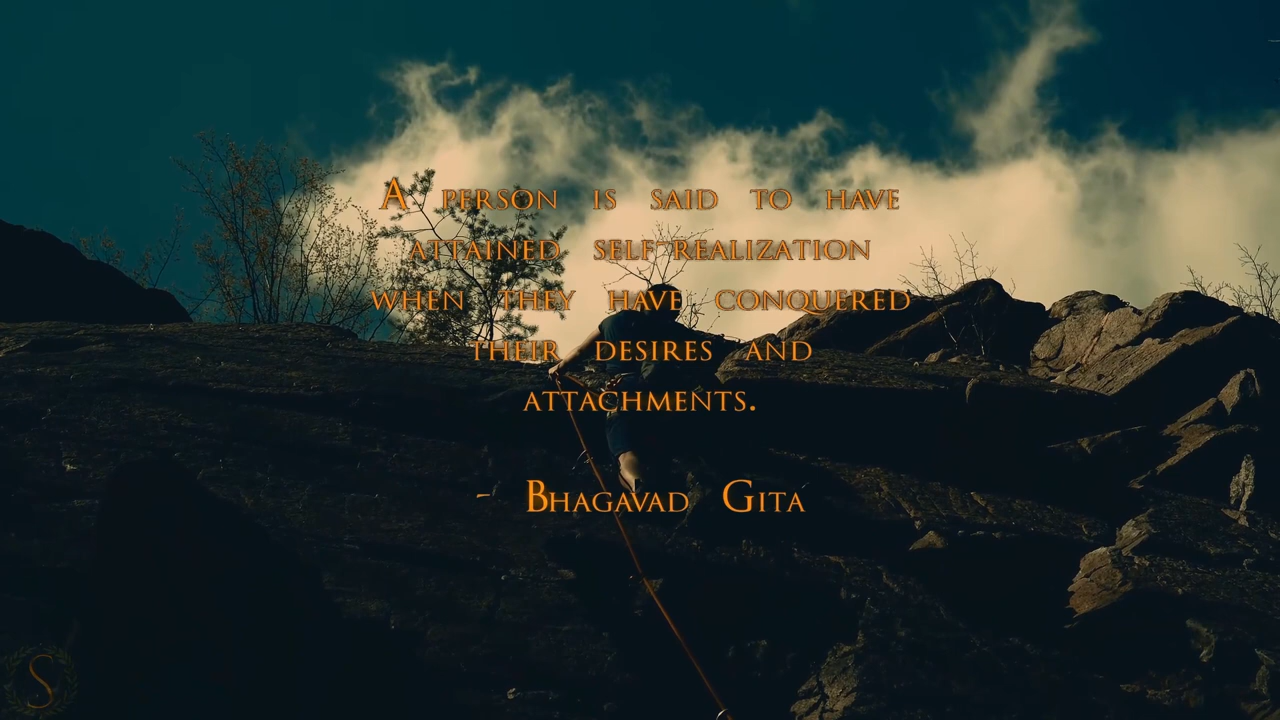 A person is said to have
attained self-realization
when they have conquered
their desires and
attachments.
- Bhagavad Gita
S